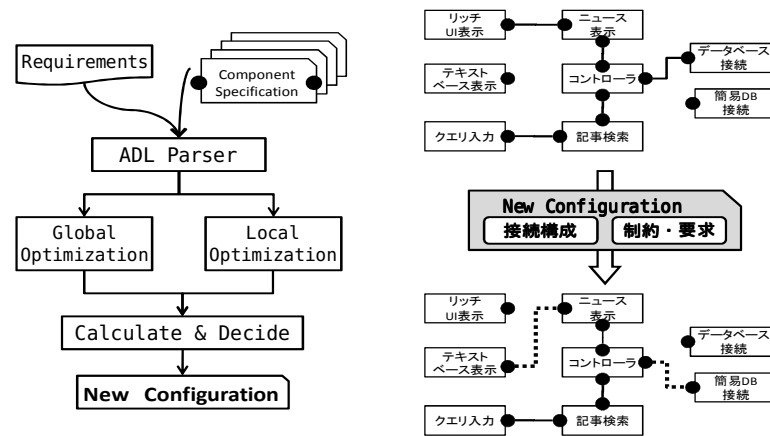 Requirements
Component
Specification
ADL Parser
Global
Optimization
Local
Optimization
Calculate & Decide
New Configuration
リッチ
UI表示
ニュース
表示
テキスト
ベース表示
コントローラ
データベース
接続
簡易DB
接続
クエリ入力
記事検索
New Configuration
接続構成
制約・要求
リッチ
UI表示
ニュース
表示
テキスト
ベース表示
コントローラ
データベース
接続
簡易DB
接続
クエリ入力
記事検索